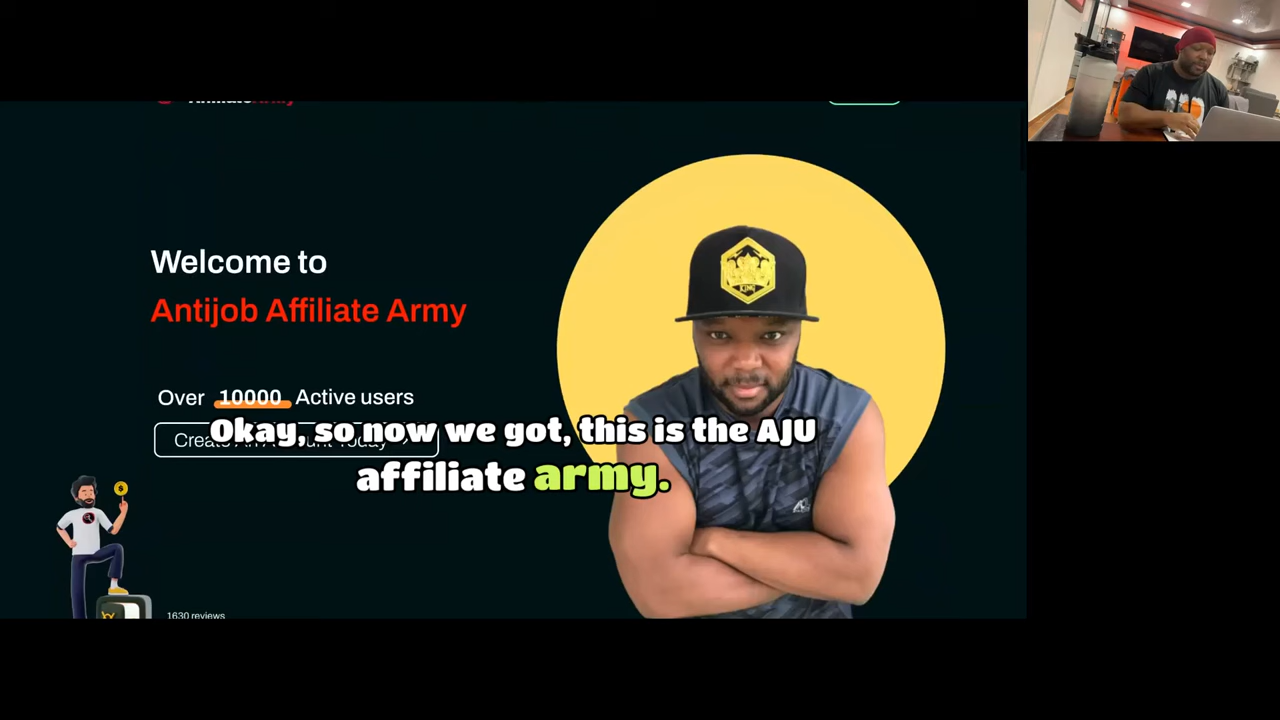 Welcome to
Antijob Affiliate Army
Over 10000 Active users
Okay, so now we got, this is the AJU
affiliate army.
1630 reviews
KING